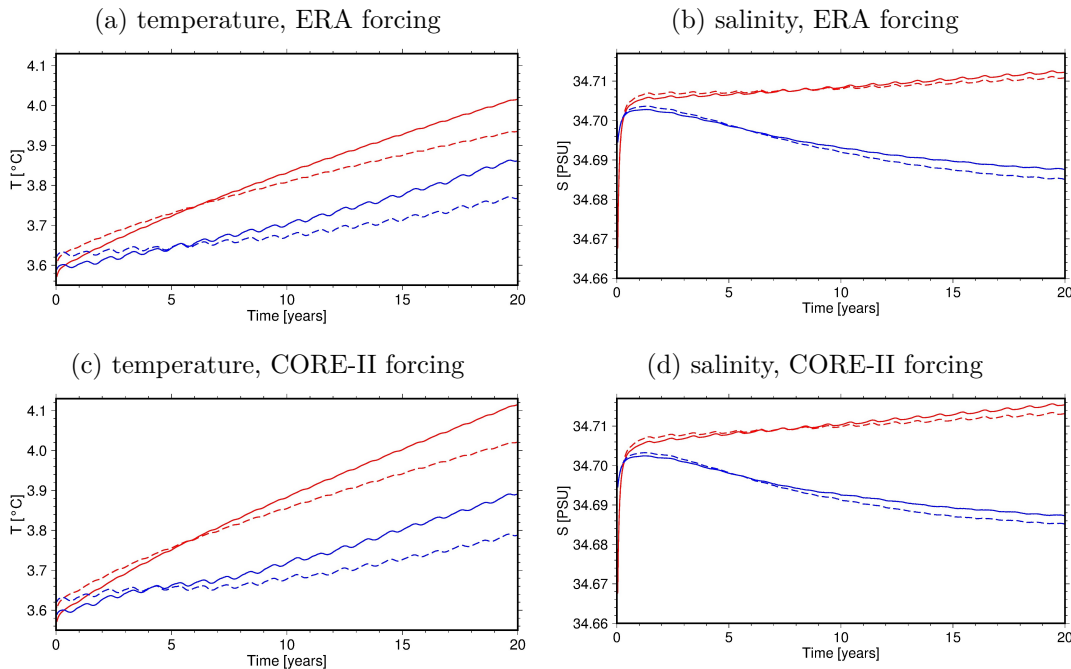 (a) temperature, ERA forcing
(b) salinity, ERA forcing
4.1
4.0
3.9
3.8
3.7
3.6
T [°C]
0 5 10 15 20
Time [years]
34.71
34.70
34.69
34.68
34.67
34.66
S [PSU]
0 5 10 15 20
Time [years]
(c) temperature, CORE-II forcing
(d) salinity, CORE-II forcing
4.1
4.0
3.9
3.8
3.7
3.6
T [°C]
0 5 10 15 20
Time [years]
34.71
34.70
34.69
34.68
34.67
34.66
S [PSU]
0 5 10 15 20
Time [years]